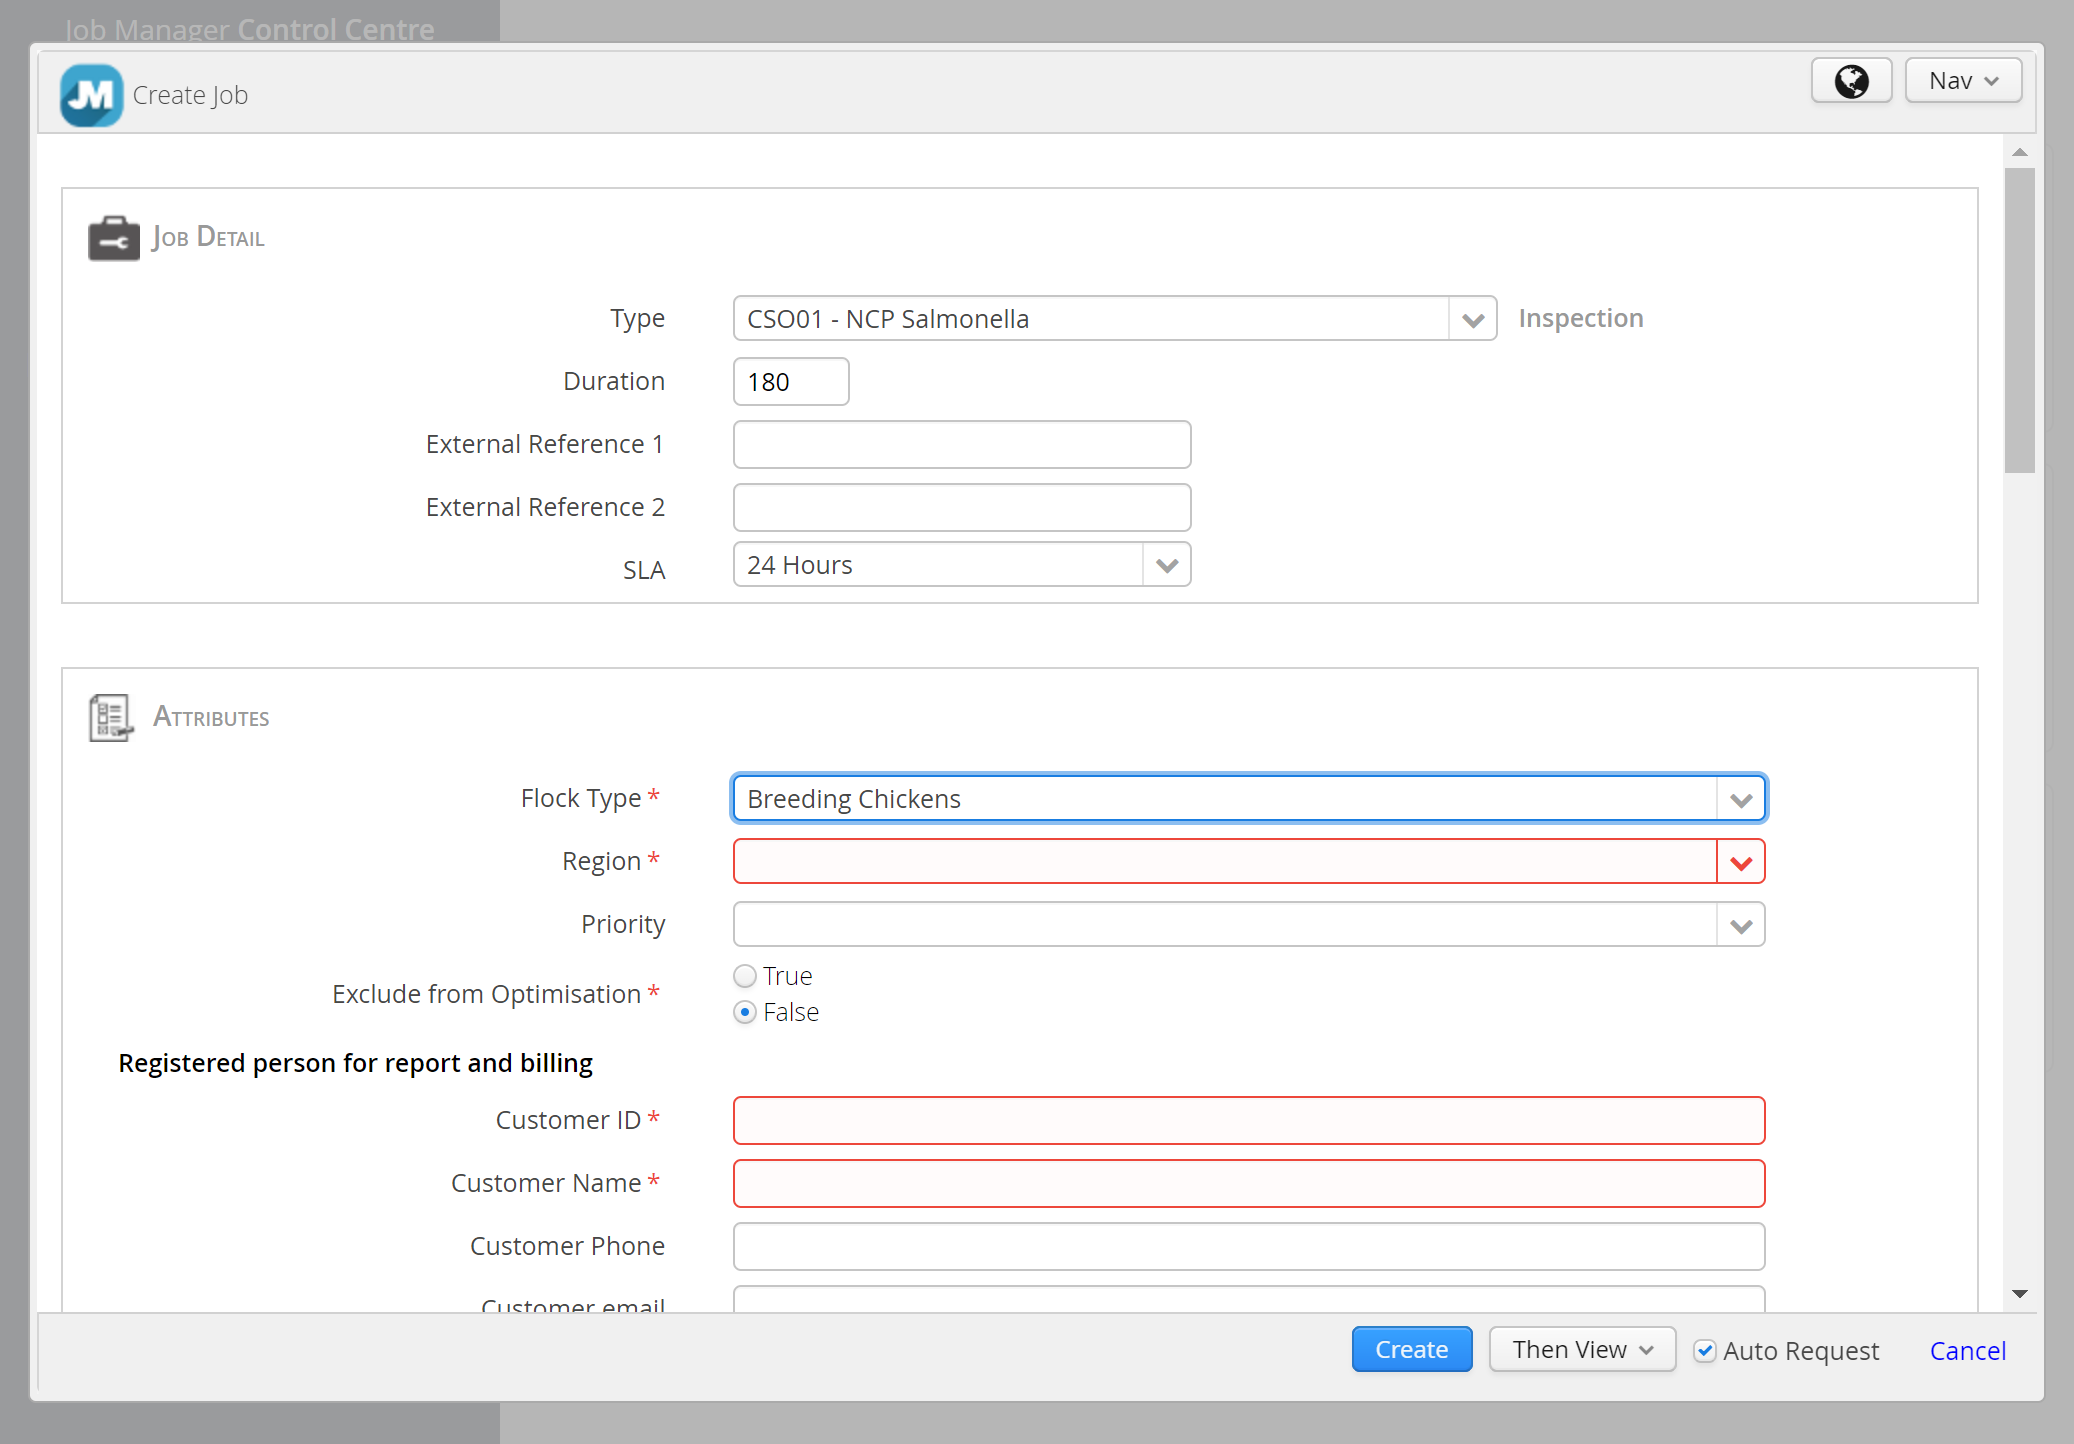 Job Manager Control Centre
JM Create Job
Nav
Job Detail
Type CSO01 - NCP Salmonella Inspection
Duration 180
External Reference 1
External Reference 2
SLA 24 Hours
Attributes
Flock Type * Breeding Chickens
Region *
Priority
Exclude from Optimisation * True
False
Registered person for report and billing
Customer ID *
Customer Name *
Customer Phone
Customer email
Create Then View Auto Request Cancel